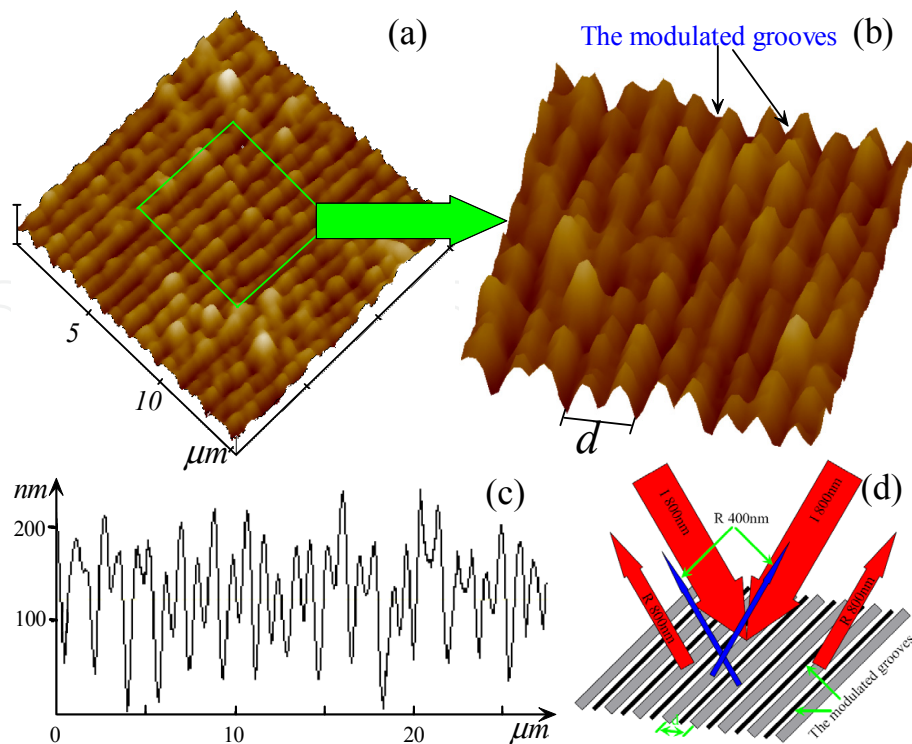 (a)
5
10
μm
The modulated grooves
(b)
d
(c)
nm
200
100
0
10
20
μm
(d)
I 800nm
I 800nm
R 400nm
R 800nm
R 800nm
The modulated grooves
d